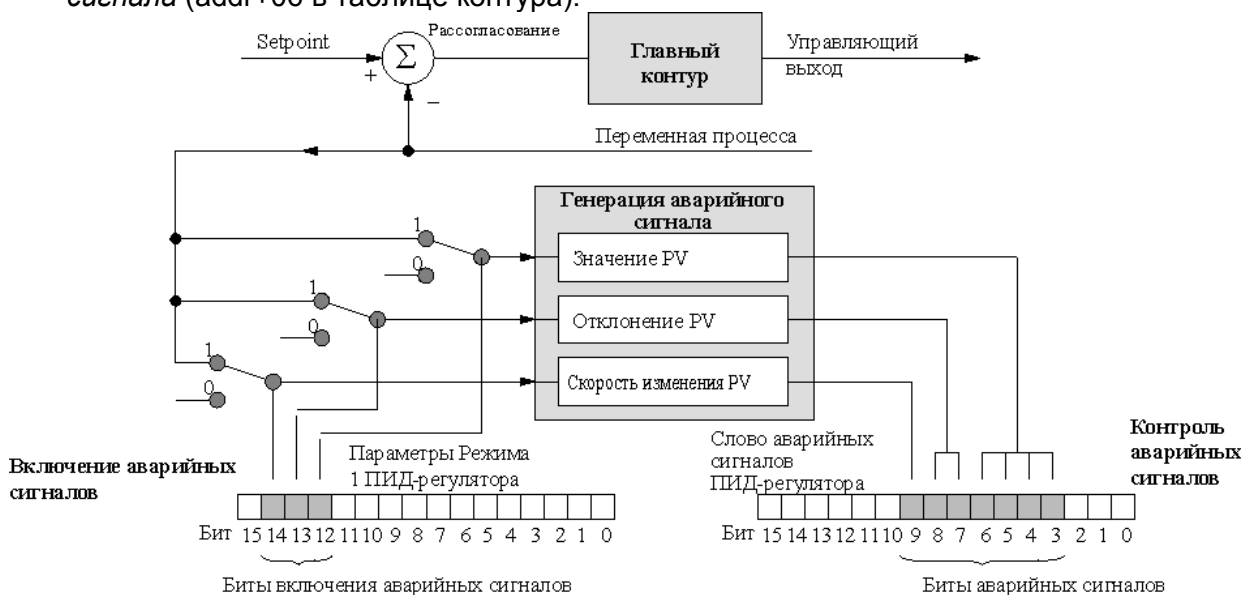 сигнала (addr+06 в таблице контура).
Setpoint
Рассогласование
Σ
+
−
Главный
контур
Управляющий
выход
Переменная процесса
Генерация аварийного
сигнала
1
0
Значение PV
1
0
Отклонение PV
1
0
Скорость изменения PV
Включение аварийных
сигналов
Параметры Режима
1 ПИД-регулятора
Слово аварийных
сигналов
ПИД-регулятора
Контроль
аварийных
сигналов
Бит 15 14 13 12 11 10 9 8 7 6 5 4 3 2 1 0
Бит 15 14 13 12 11 10 9 8 7 6 5 4 3 2 1 0
Биты включения аварийных сигналов
Биты аварийных сигналов